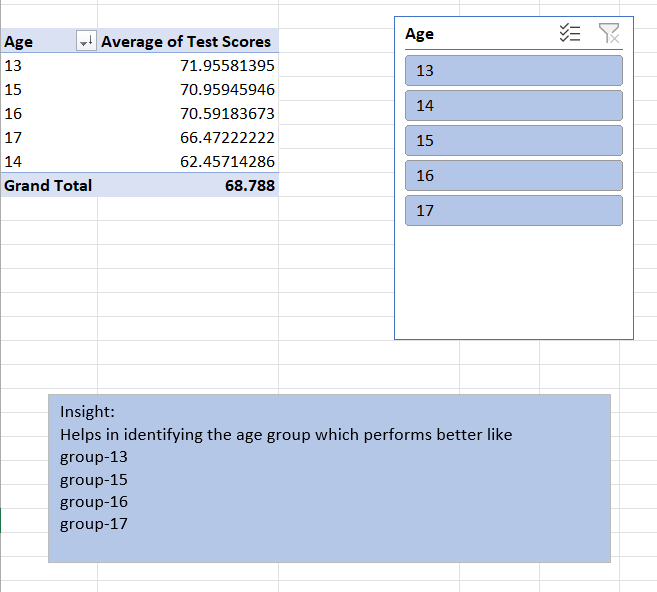 Age Average of Test Scores
13 71.95581395
15 70.95945946
16 70.59183673
17 66.47222222
14 62.45714286
Grand Total 68.788
Age
13
14
15
16
17
Insight:
Helps in identifying the age group which performs better like
group-13
group-15
group-16
group-17